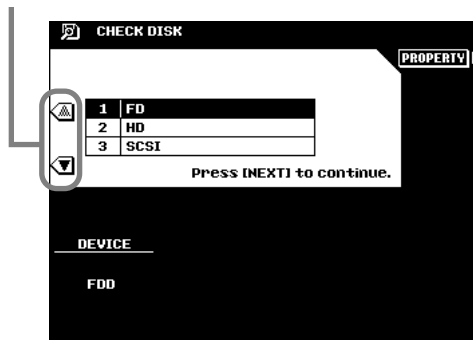 CHECK DISK
PROPERTY
1 FD
2 HD
3 SCSI
Press [NEXT] to continue.
DEVICE
FDD